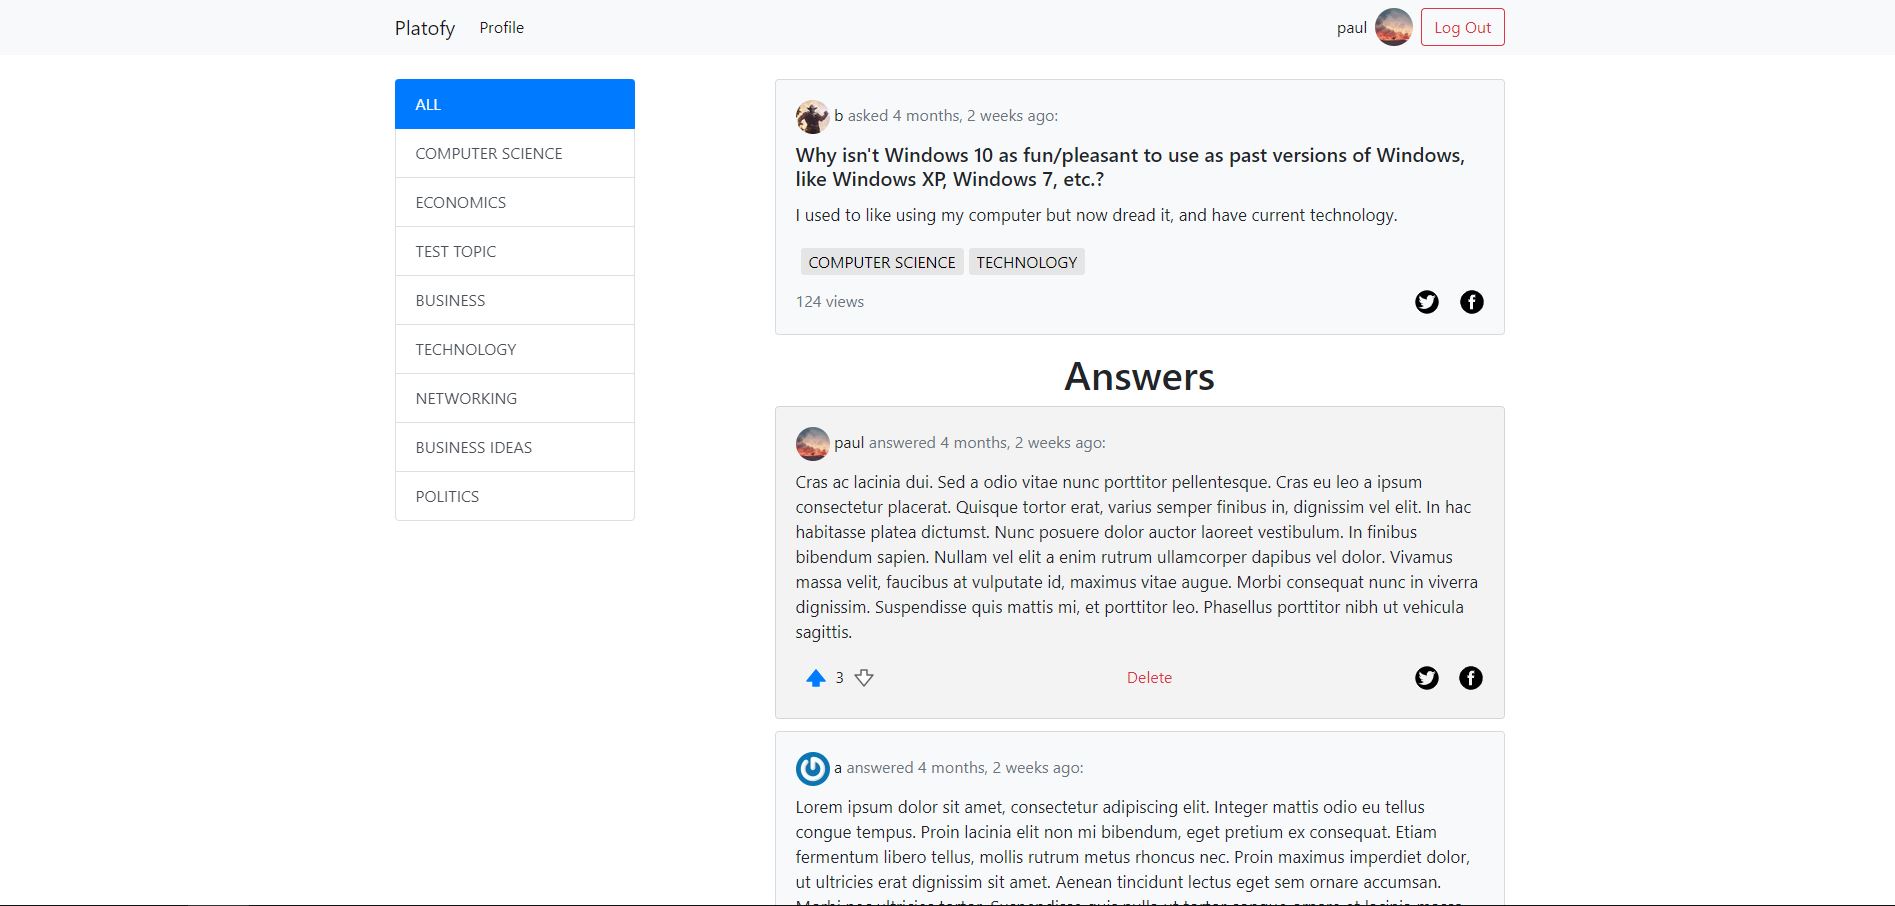 Platofy Profile paul Log Out
ALL
COMPUTER SCIENCE
ECONOMICS
TEST TOPIC
BUSINESS
TECHNOLOGY
NETWORKING
BUSINESS IDEAS
POLITICS
b asked 4 months, 2 weeks ago:
Why isn't Windows 10 as fun/pleasant to use as past versions of Windows,
like Windows XP, Windows 7, etc.?
I used to like using my computer but now dread it, and have current technology.
COMPUTER SCIENCE TECHNOLOGY
124 views
Answers
paul answered 4 months, 2 weeks ago:
Cras ac lacinia dui. Sed a odio vitae nunc porttitor pellentesque. Cras eu leo a ipsum
consectetur placerat. Quisque tortor erat, varius semper finibus in, dignissim vel elit. In hac
habitasse platea dictumst. Nunc posuere dolor auctor laoreet vestibulum. In finibus
bibendum sapien. Nullam vel elit a enim rutrum ullamcorper dapibus vel dolor. Vivamus
massa velit, faucibus at vulputate id, maximus vitae augue. Morbi consequat nunc in viverra
dignissim. Suspendisse quis mattis mi, et porttitor leo. Phasellus porttitor nibh ut vehicula
sagittis.
3 Delete
a answered 4 months, 2 weeks ago:
Lorem ipsum dolor sit amet, consectetur adipiscing elit. Integer mattis odio eu tellus
congue tempus. Proin lacinia elit non mi bibendum, eget pretium ex consequat. Etiam
fermentum libero tellus, mollis rutrum metus rhoncus nec. Proin maximus imperdiet dolor,
ut ultricies erat dignissim sit amet. Aenean tincidunt lectus eget sem ornare accumsan.